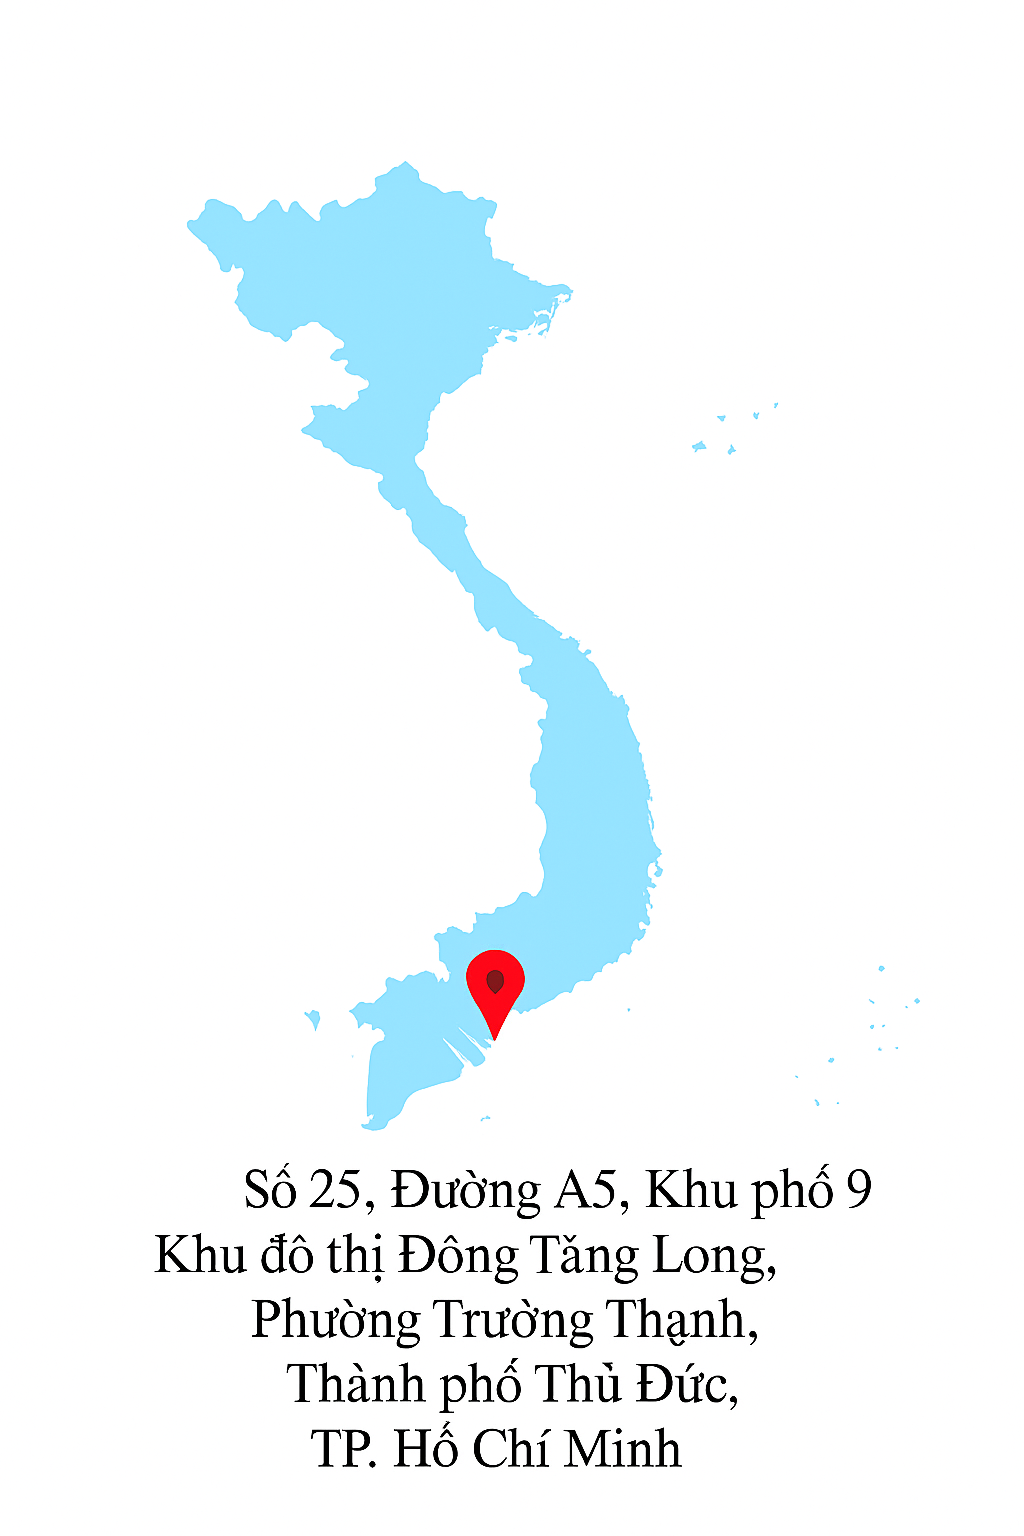 Số 25, Đường A5, Khu phố 9
Khu đô thị Đông Tăng Long,
Phường Trường Thạnh,
Thành phố Thủ Đức,
TP. Hố Chí Minh